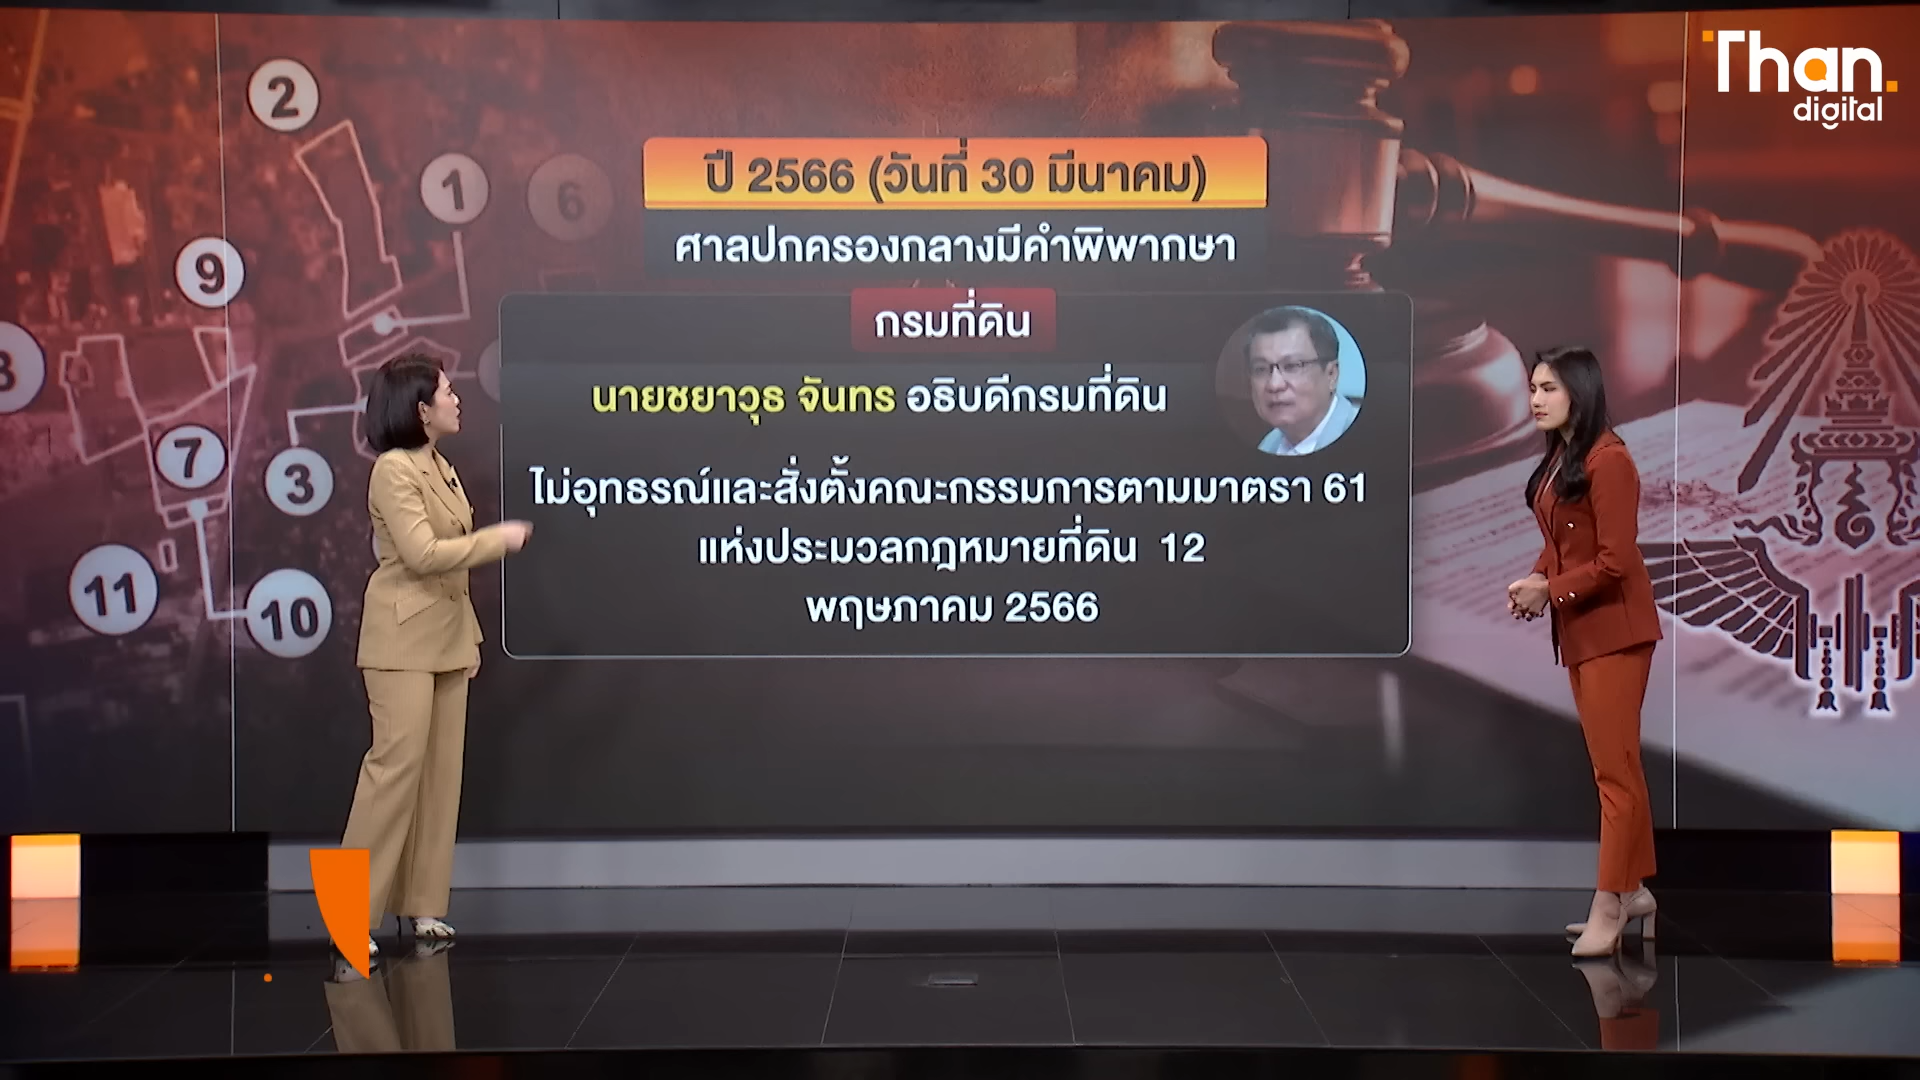 Than.
digital
2
1
6
9
8
7
3
11
10
ปี 2566 (วันที่ 30 มีนาคม)
ศาลปกครองกลางมีคำพิพากษา
กรมที่ดิน
นายชยาวุธ จันทร อธิบดีกรมที่ดิน
ไม่อุทธรณ์และสั่งตั้งคณะกรรมการตามมาตรา 61
แห่งประมวลกฎหมายที่ดิน 12
พฤษภาคม 2566